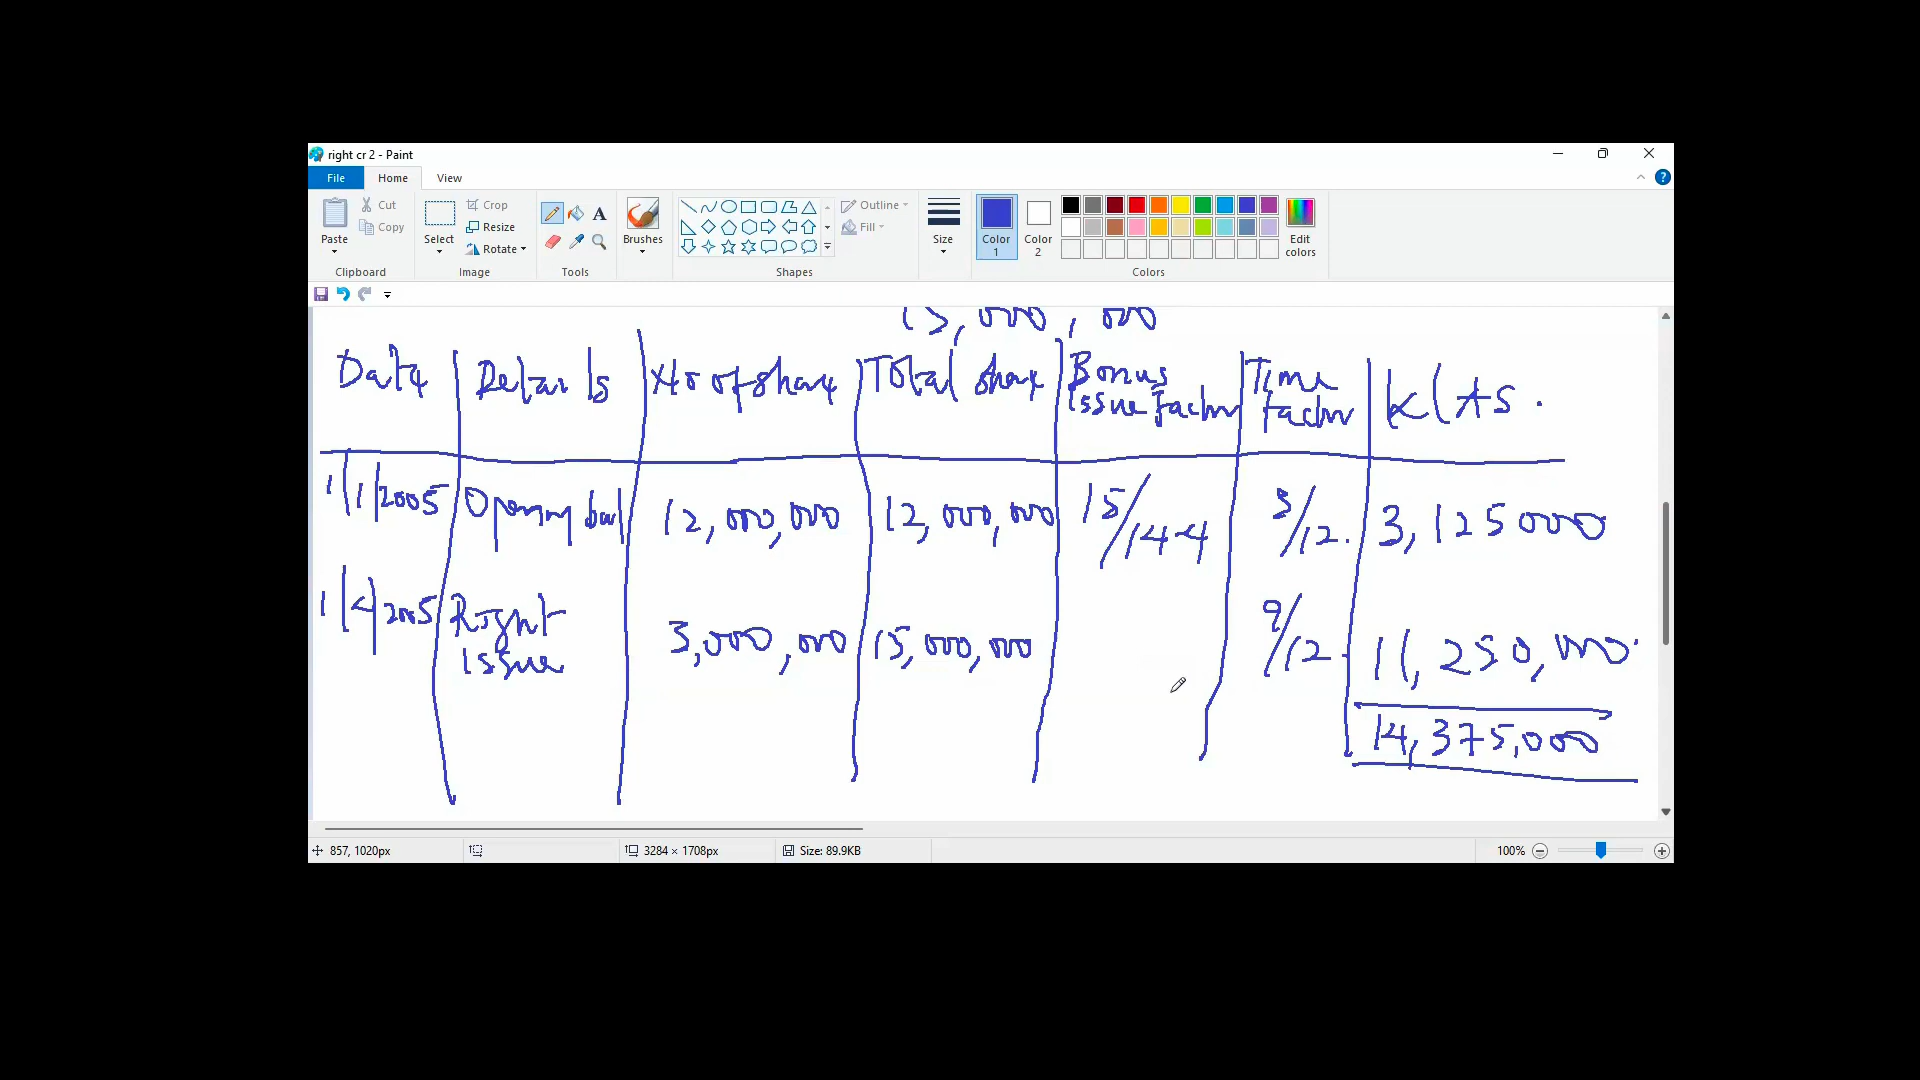 right cr 2 - Paint
File Home View
Paste Cut Copy Select Crop Resize Rotate Brushes Outline Fill Size Color 1 Color 2 Edit colors
Clipboard Image Tools Shapes Colors
15,000,000
Date Details No of share Total share Bonus issue Factor Time factor
1/1/2005 Opening bal 12,000,000 12,000,000 15/14.4 3/12. 3,125000
1/4/2005 Right issue 3,000,000 15,000,000 9/12. 11,250,000
14,375,000
857, 1020px 3284 × 1708px Size: 89.9KB 100%